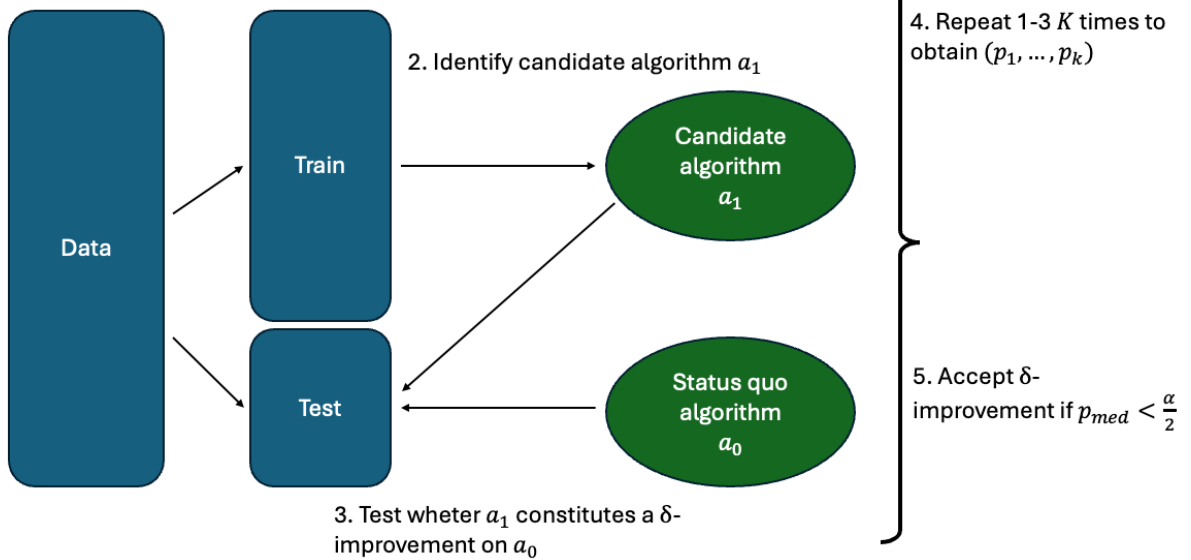 4. Repeat 1-3 K times to
obtain (p₁, ..., pₖ)
2. Identify candidate algorithm a₁
Candidate
algorithm
a₁
Train
Data
Status quo
algorithm
a₀
Test
5. Accept δ-
improvement if p_med < α/2
3. Test wheter a₁ constitutes a δ-
improvement on a₀